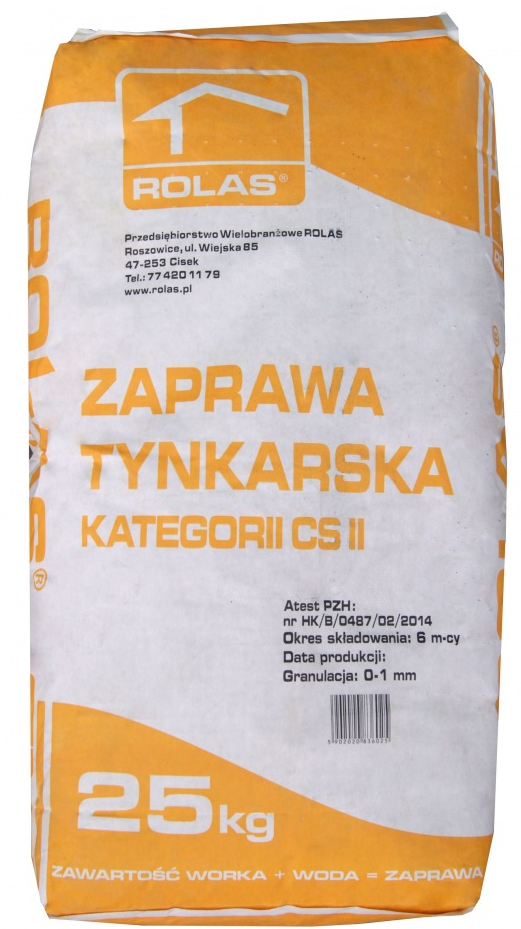 ROLAS®
Przedsiębiorstwo Wielobranżowe ROLAS
Roszowice, ul. Wiejska 85
47-253 Cisek
Tel.: 77 420 11 79
www.rolas.pl
ZAPRAWA
TYNKARSKA
KATEGORII CS II
Atest PZH:
nr HK/B/0487/02/2014
Okres składowania: 6 m-cy
Data produkcji:
Granulacja: 0-1 mm
25 kg
ZAWARTOŚĆ WORKA + WODA = ZAPRAWA